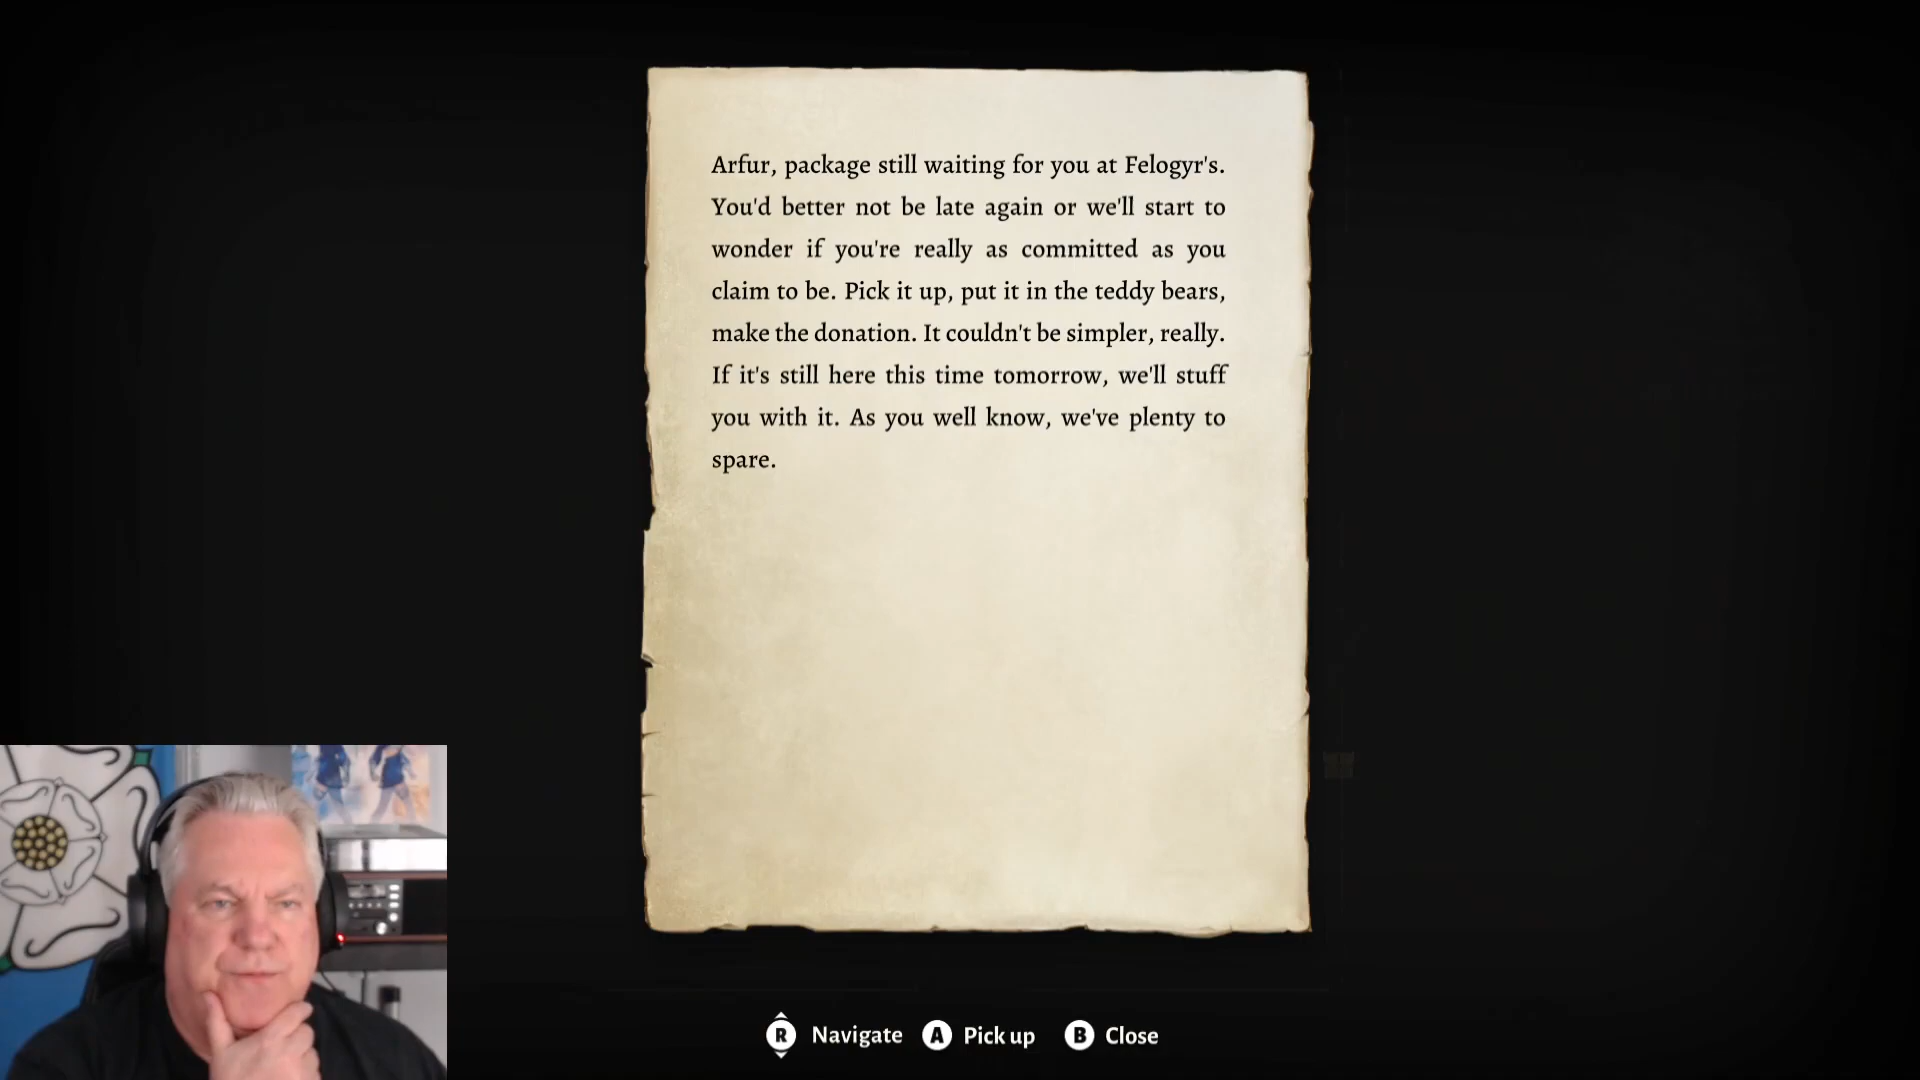 Arfur, package still waiting for you at Felogyr's.
You'd better not be late again or we'll start to
wonder if you're really as committed as you
claim to be. Pick it up, put it in the teddy bears,
make the donation. It couldn't be simpler, really.
If it's still here this time tomorrow, we'll stuff
you with it. As you well know, we've plenty to
spare.
R Navigate A Pick up B Close